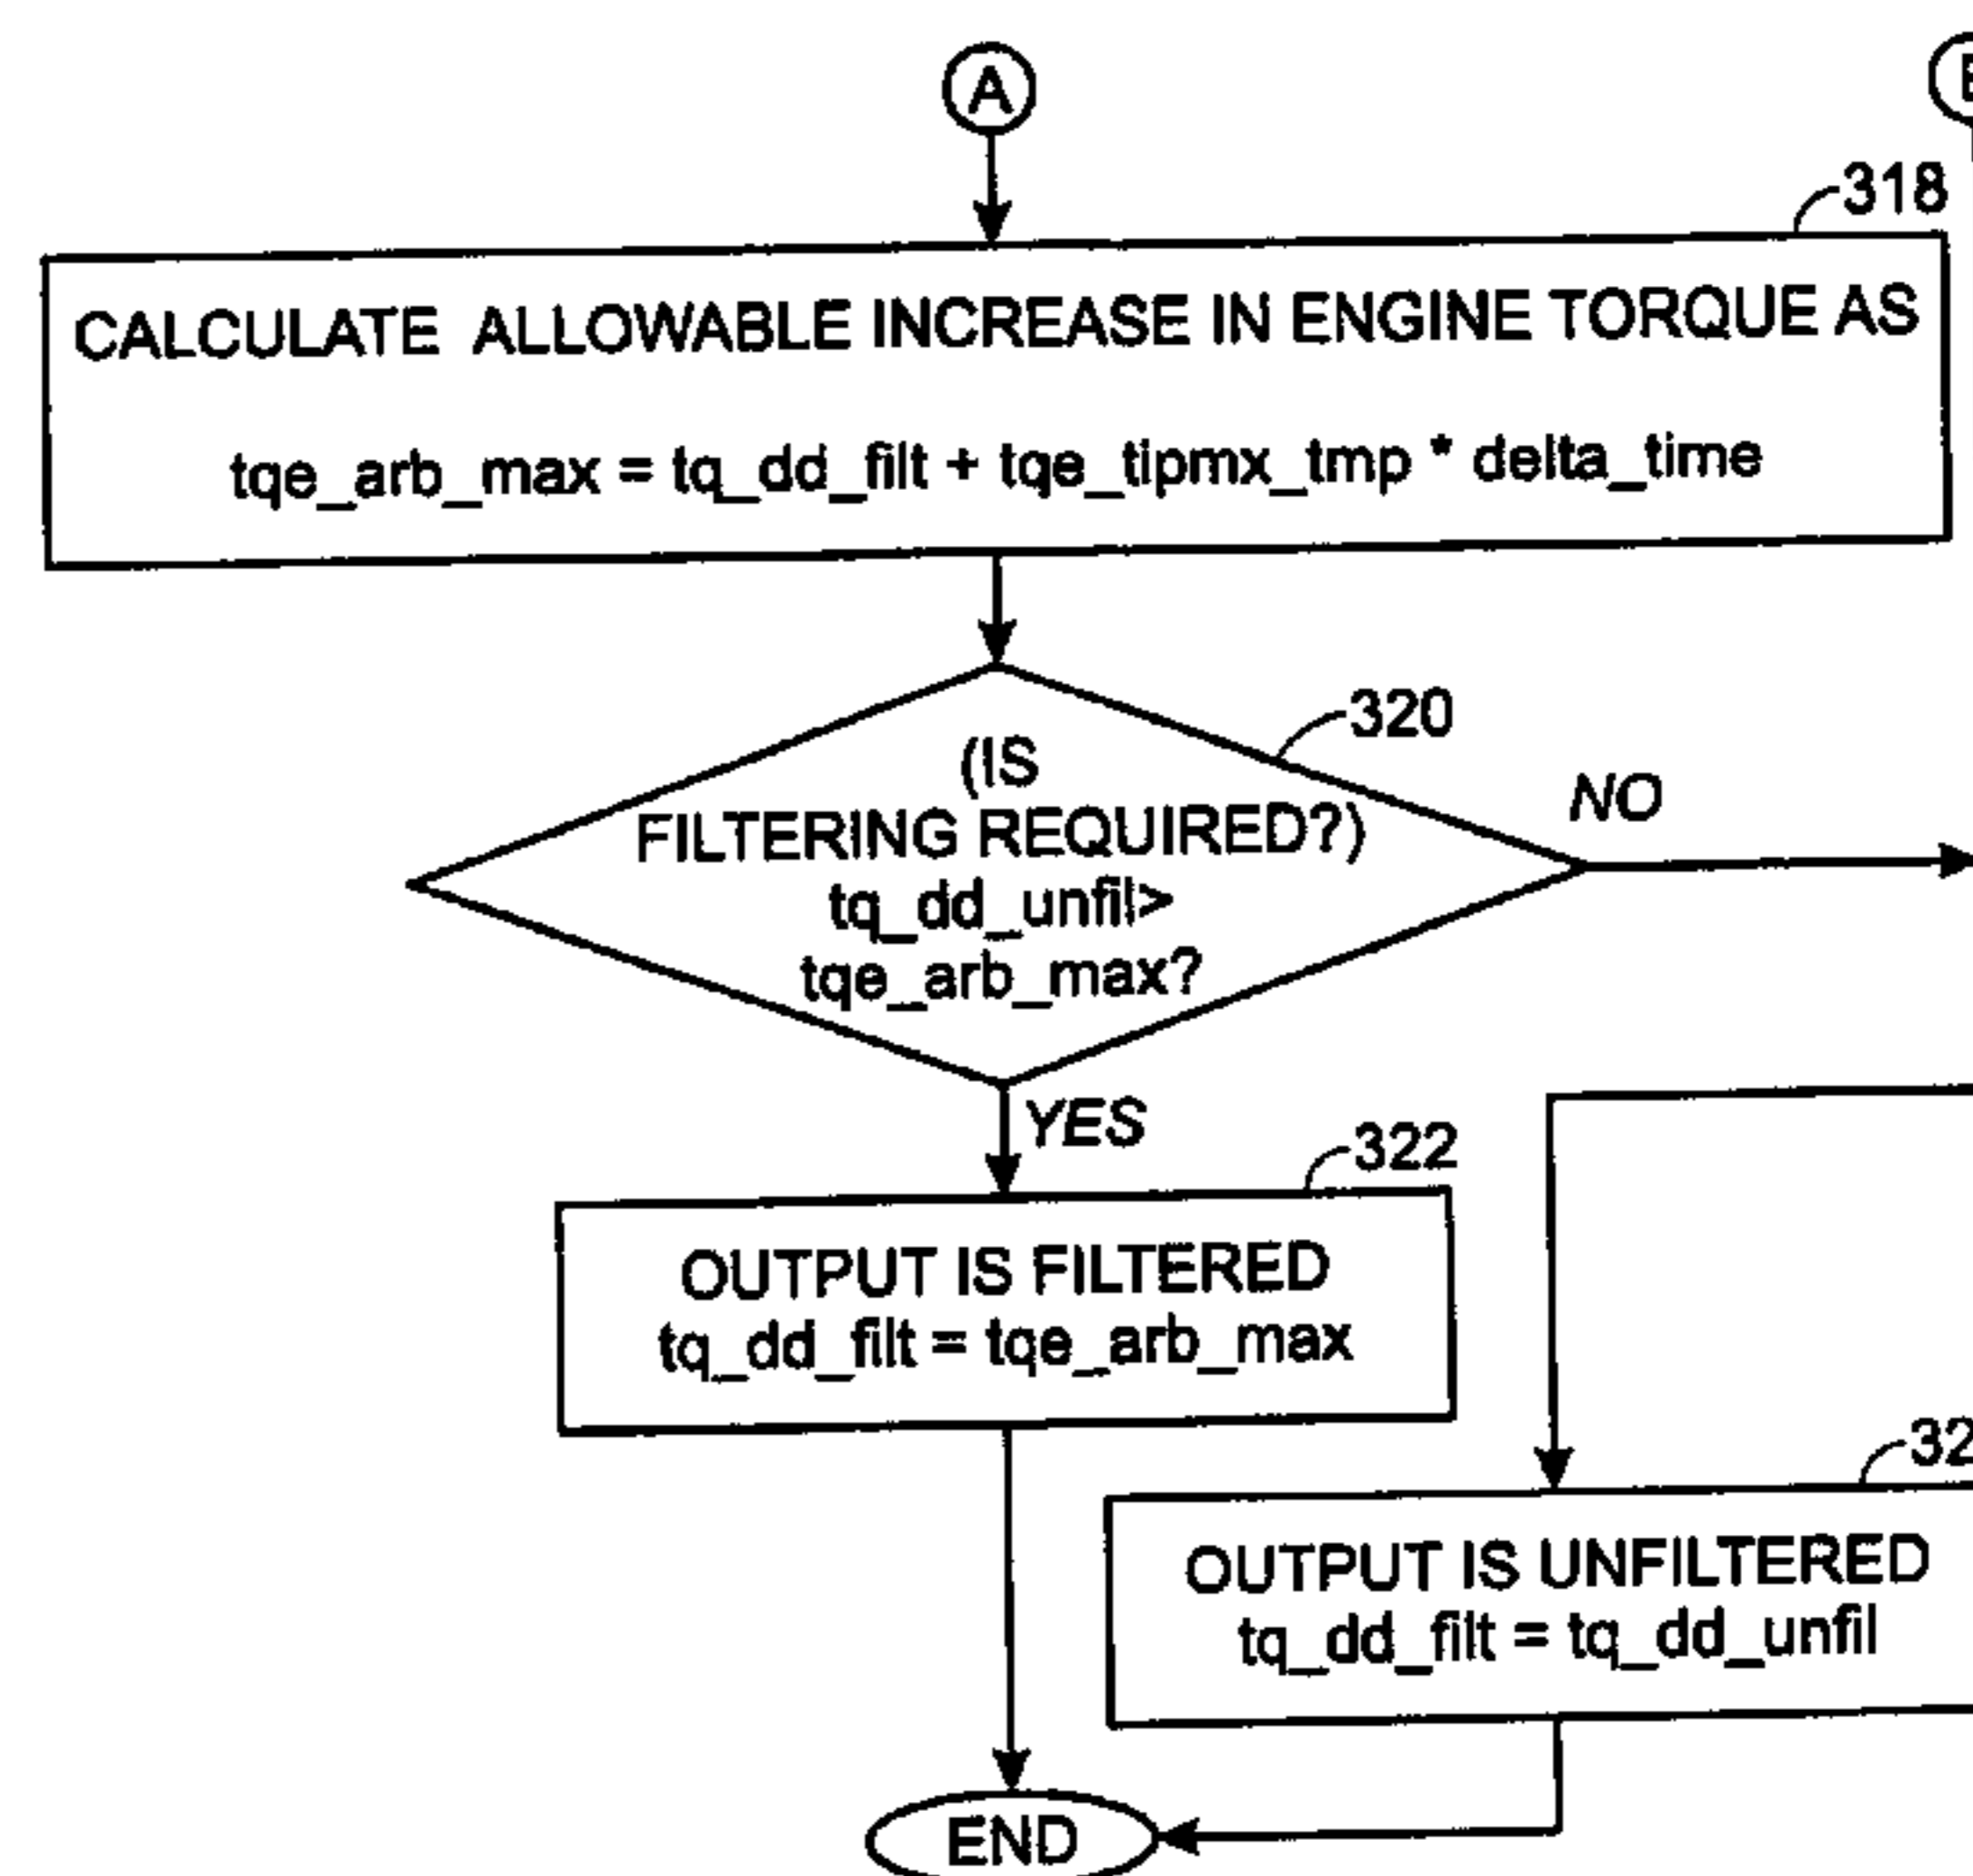 A
318
CALCULATE ALLOWABLE INCREASE IN ENGINE TORQUE AS
tqe_arb_max = tq_dd_filt + tqe_tipmx_tmp * delta_time
320
(IS
FILTERING REQUIRED?)
tq_dd_unfil>
tqe_arb_max?
NO
YES
322
OUTPUT IS FILTERED
tq_dd_filt = tqe_arb_max
OUTPUT IS UNFILTERED
tq_dd_filt = tq_dd_unfil
END